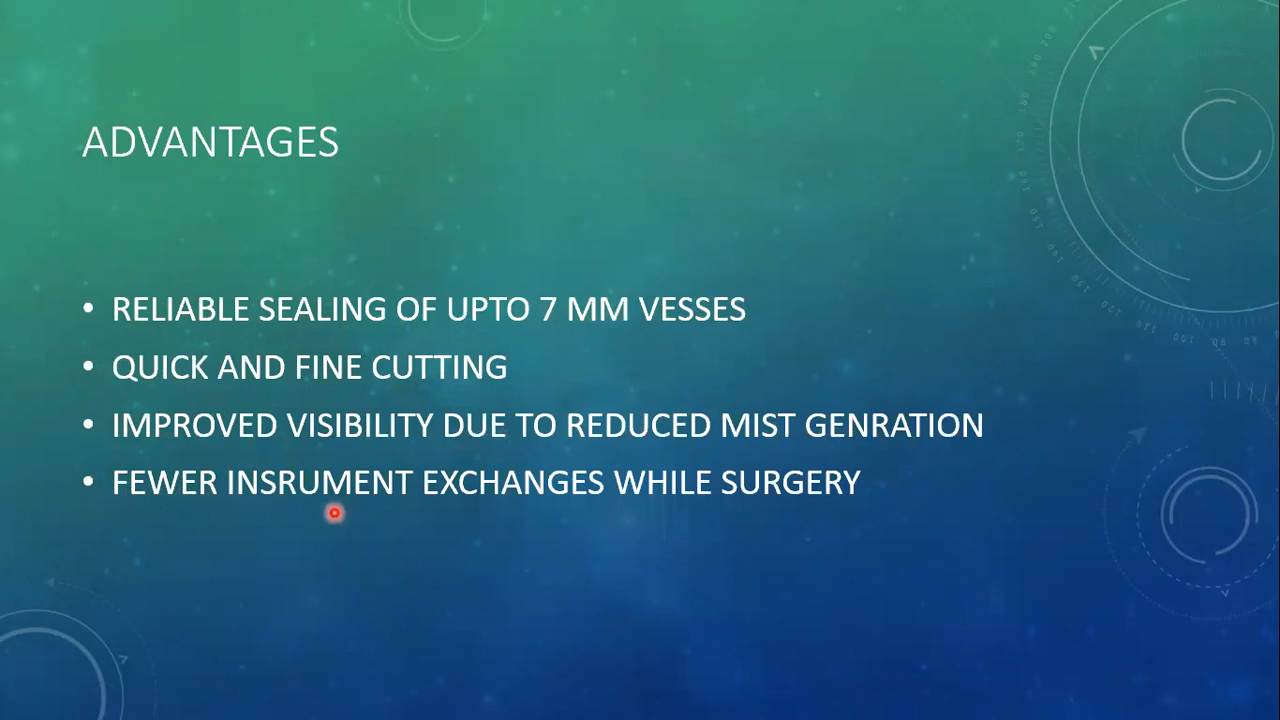 ADVANTAGES
• RELIABLE SEALING OF UPTO 7 MM VESSES
• QUICK AND FINE CUTTING
• IMPROVED VISIBILITY DUE TO REDUCED MIST GENRATION
• FEWER INSRUMENT EXCHANGES WHILE SURGERY